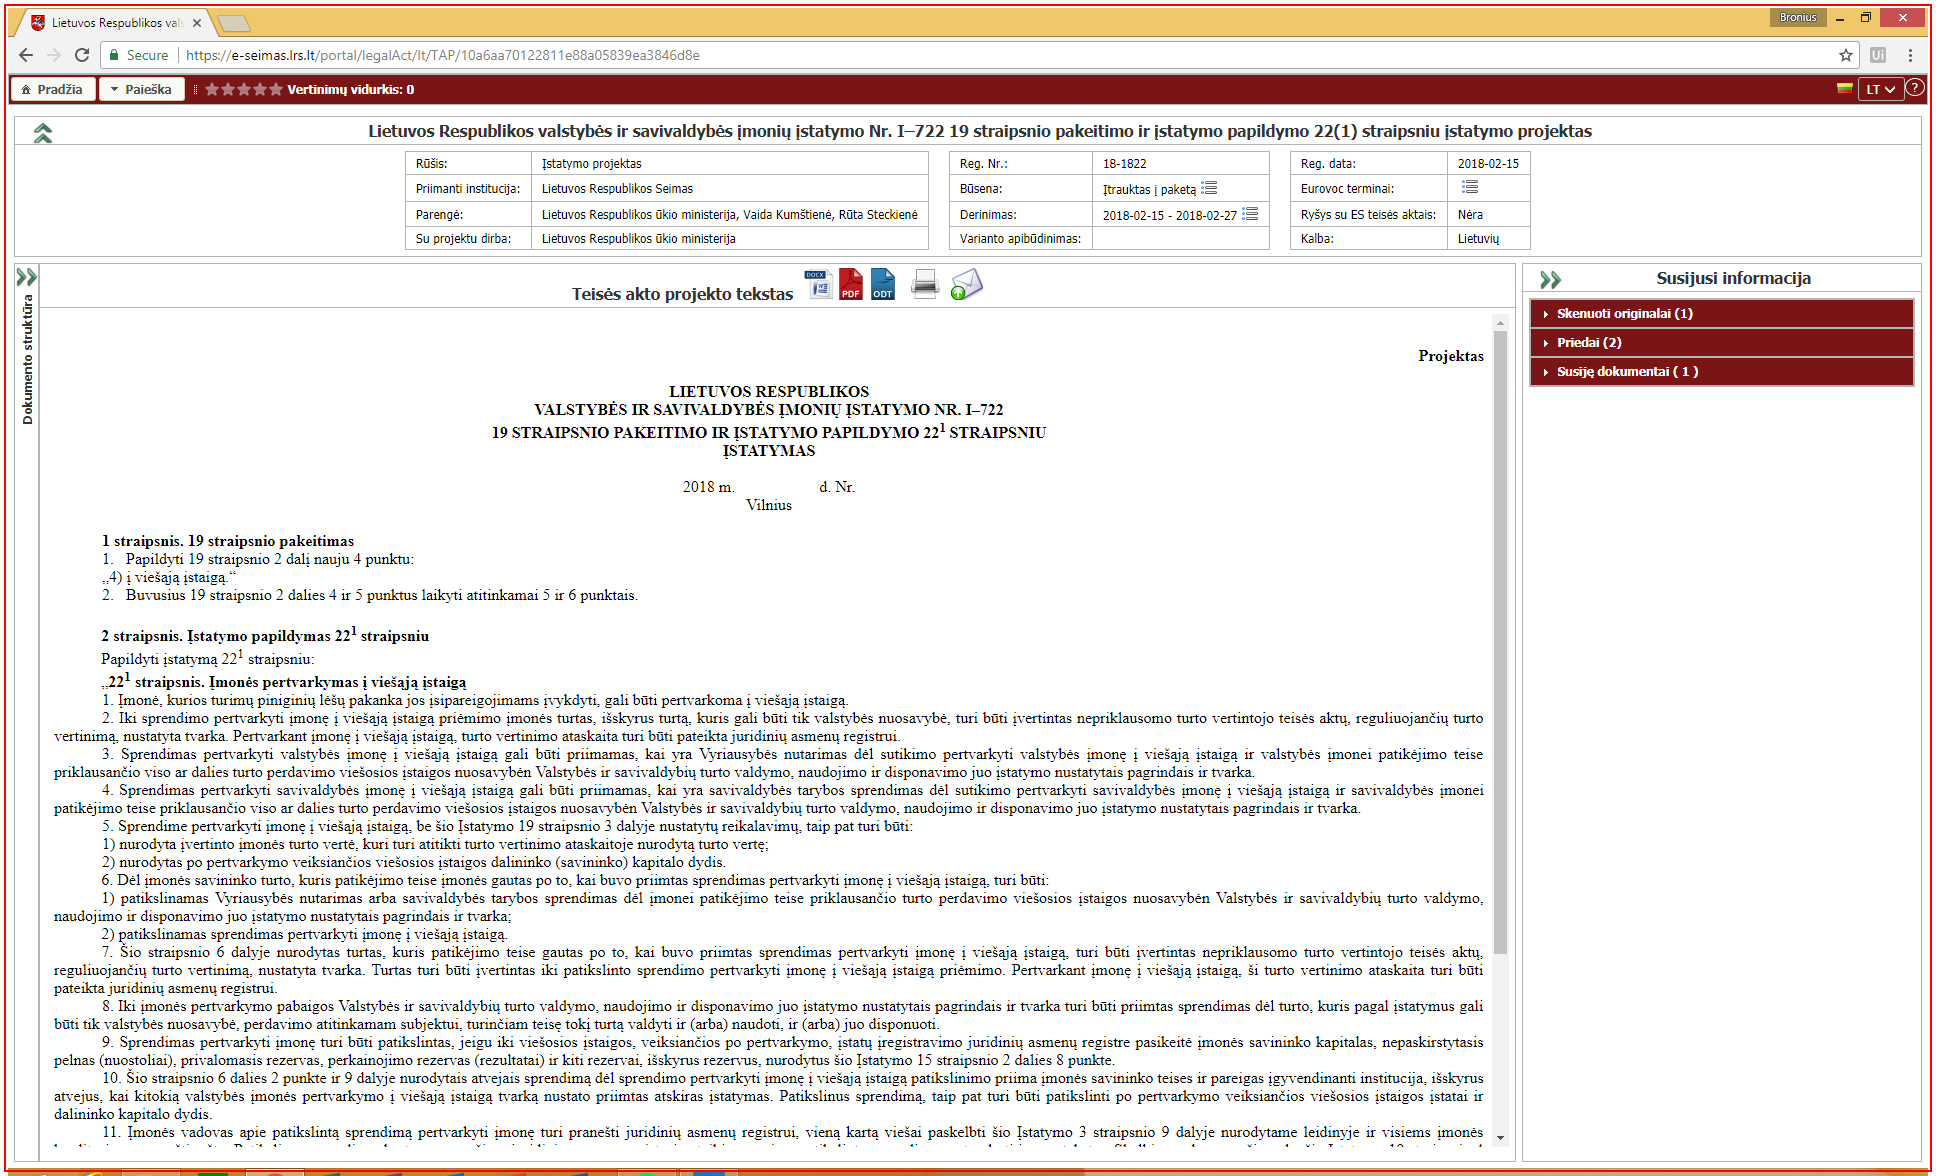 Lietuvos Respublikos vals
Bronius
Secure https://e-seimas.lrs.lt/portal/legalAct/lt/TAP/10a6aa70122811e88a05839ea3846d8e
Pradžia Paieška Vertinimų vidurkis: 0 LT ?
Lietuvos Respublikos valstybės ir savivaldybės įmonių įstatymo Nr. I–722 19 straipsnio pakeitimo ir įstatymo papildymo 22(1) straipsniu įstatymo projektas
Rūšis: Įstatymo projektas Reg. Nr.: 18-1822 Reg. data: 2018-02-15
Priimanti institucija: Lietuvos Respublikos Seimas Būsena: Įtrauktas į paketą Eurovoc terminai:
Parengė: Lietuvos Respublikos ūkio ministerija, Vaida Kumštienė, Rūta Steckienė Derinimas: 2018-02-15 - 2018-02-27 Ryšys su ES teisės aktais: Nėra
Su projektu dirba: Lietuvos Respublikos ūkio ministerija Varianto apibūdinimas: Kalba: Lietuvių
Dokumento struktūra
Teisės akto projekto tekstas DOCX PDF ODT
Susijusi informacija
Skenuoti originalai (1)
Priedai (2)
Susiję dokumentai ( 1 )
Projektas
LIETUVOS RESPUBLIKOS
VALSTYBĖS IR SAVIVALDYBĖS ĮMONIŲ ĮSTATYMO NR. I–722
19 STRAIPSNIO PAKEITIMO IR ĮSTATYMO PAPILDYMO 22¹ STRAIPSNIU
ĮSTATYMAS
2018 m. d. Nr.
Vilnius
1 straipsnis. 19 straipsnio pakeitimas
1. Papildyti 19 straipsnio 2 dalį nauju 4 punktu:
„4) į viešąją įstaigą.“
2. Buvusius 19 straipsnio 2 dalies 4 ir 5 punktus laikyti atitinkamai 5 ir 6 punktais.
2 straipsnis. Įstatymo papildymas 22¹ straipsniu
Papildyti įstatymą 22¹ straipsniu:
„22¹ straipsnis. Įmonės pertvarkymas į viešąją įstaigą
1. Įmonė, kurios turimų piniginių lėšų pakanka jos įsipareigojimams įvykdyti, gali būti pertvarkoma į viešąją įstaigą.
2. Iki sprendimo pertvarkyti įmonę į viešąją įstaigą priėmimo įmonės turtas, išskyrus turtą, kuris gali būti tik valstybės nuosavybė, turi būti įvertintas nepriklausomo turto vertintojo teisės aktų, reguliuojančių turto
vertinimą, nustatyta tvarka. Pertvarkant įmonę į viešąją įstaigą, turto vertinimo ataskaita turi būti pateikta juridinių asmenų registrui.
3. Sprendimas pertvarkyti valstybės įmonę į viešąją įstaigą gali būti priimamas, kai yra Vyriausybės nutarimas dėl sutikimo pertvarkyti valstybės įmonę į viešąją įstaigą ir valstybės įmonei patikėjimo teise
priklausančio viso ar dalies turto perdavimo viešosios įstaigos nuosavybėn Valstybės ir savivaldybių turto valdymo, naudojimo ir disponavimo juo įstatymo nustatytais pagrindais ir tvarka.
4. Sprendimas pertvarkyti savivaldybės įmonę į viešąją įstaigą gali būti priimamas, kai yra savivaldybės tarybos sprendimas dėl sutikimo pertvarkyti savivaldybės įmonę į viešąją įstaigą ir savivaldybės įmonei
patikėjimo teise priklausančio viso ar dalies turto perdavimo viešosios įstaigos nuosavybėn Valstybės ir savivaldybių turto valdymo, naudojimo ir disponavimo juo įstatymo nustatytais pagrindais ir tvarka.
5. Sprendime pertvarkyti įmonę į viešąją įstaigą, be šio Įstatymo 19 straipsnio 3 dalyje nustatytų reikalavimų, taip pat turi būti:
1) nurodyta įvertinto įmonės turto vertė, kuri turi atitikti turto vertinimo ataskaitoje nurodytą turto vertę;
2) nurodytas po pertvarkymo veiksiančios viešosios įstaigos dalininko (savininko) kapitalo dydis.
6. Dėl įmonės savininko turto, kuris patikėjimo teise įmonės gautas po to, kai buvo priimtas sprendimas pertvarkyti įmonę į viešąją įstaigą, turi būti:
1) patikslinamas Vyriausybės nutarimas arba savivaldybės tarybos sprendimas dėl įmonei patikėjimo teise priklausančio turto perdavimo viešosios įstaigos nuosavybėn Valstybės ir savivaldybių turto valdymo,
naudojimo ir disponavimo juo įstatymo nustatytais pagrindais ir tvarka;
2) patikslinamas sprendimas pertvarkyti įmonę į viešąją įstaigą.
7. Šio straipsnio 6 dalyje nurodytas turtas, kuris patikėjimo teise gautas po to, kai buvo priimtas sprendimas pertvarkyti įmonę į viešąją įstaigą, turi būti įvertintas nepriklausomo turto vertintojo teisės aktų,
reguliuojančių turto vertinimą, nustatyta tvarka. Turtas turi būti įvertintas iki patikslinto sprendimo pertvarkyti įmonę į viešąją įstaigą priėmimo. Pertvarkant įmonę į viešąją įstaigą, ši turto vertinimo ataskaita turi būti
pateikta juridinių asmenų registrui.
8. Iki įmonės pertvarkymo pabaigos Valstybės ir savivaldybių turto valdymo, naudojimo ir disponavimo juo įstatymo nustatytais pagrindais ir tvarka turi būti priimtas sprendimas dėl turto, kuris pagal įstatymus gali
būti tik valstybės nuosavybė, perdavimo atitinkamam subjektui, turinčiam teisę tokį turtą valdyti ir (arba) naudoti, ir (arba) juo disponuoti.
9. Sprendimas pertvarkyti įmonę turi būti patikslintas, jeigu iki viešosios įstaigos, veiksiančios po pertvarkymo, įstatų įregistravimo juridinių asmenų registre pasikeitė įmonės savininko kapitalas, nepaskirstytasis
pelnas (nuostoliai), privalomasis rezervas, perkainojimo rezervas (rezultatai) ir kiti rezervai, išskyrus rezervus, nurodytus šio Įstatymo 15 straipsnio 2 dalies 8 punkte.
10. Šio straipsnio 6 dalies 2 punkte ir 9 dalyje nurodytais atvejais sprendimą dėl sprendimo pertvarkyti įmonę į viešąją įstaigą patikslinimo priima įmonės savininko teises ir pareigas įgyvendinanti institucija, išskyrus
atvejus, kai kitokią valstybės įmonės pertvarkymo į viešąją įstaigą tvarką nustato priimtas atskiras įstatymas. Patikslinus sprendimą, taip pat turi būti patikslinti po pertvarkymo veiksiančios viešosios įstaigos įstatai ir
dalininko kapitalo dydis.
11. Įmonės vadovas apie patikslintą sprendimą pertvarkyti įmonę turi pranešti juridinių asmenų registrui, vieną kartą viešai paskelbti šio Įstatymo 3 straipsnio 9 dalyje nurodytame leidinyje ir visiems įmonės